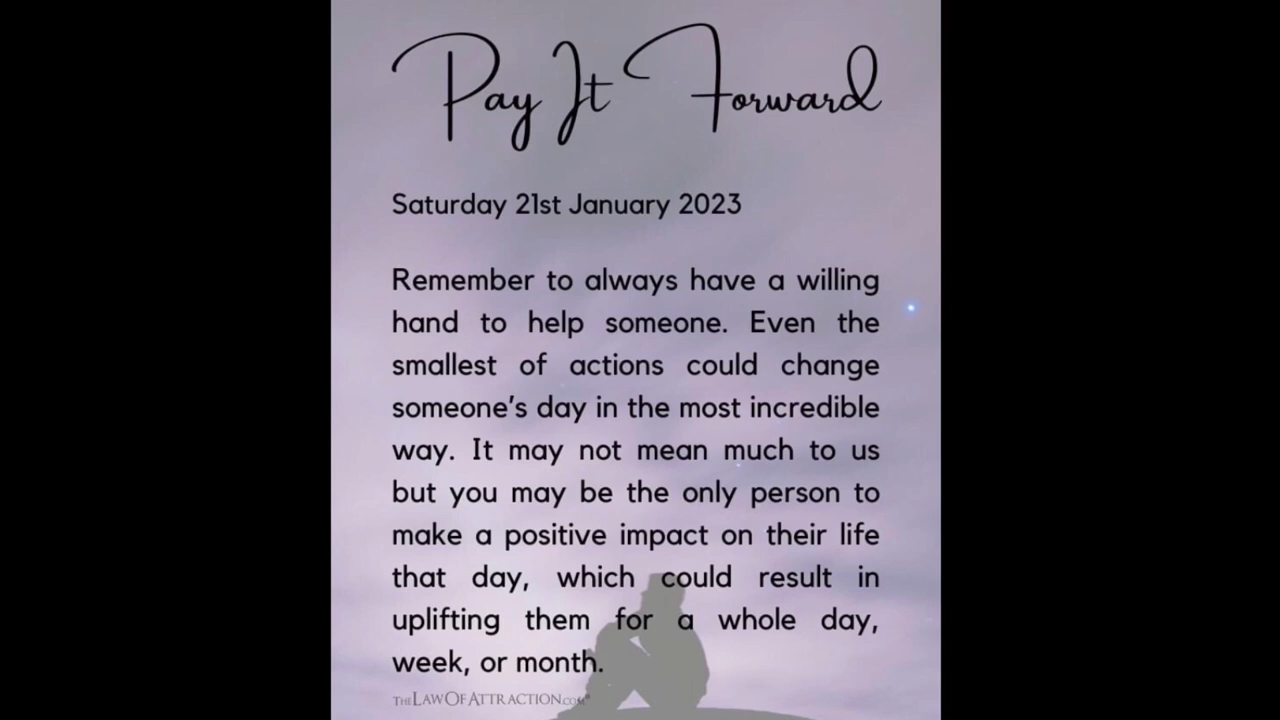 Pay It Forward
Saturday 21st January 2023
Remember to always have a willing
hand to help someone. Even the
smallest of actions could change
someone's day in the most incredible
way. It may not mean much to us
but you may be the only person to
make a positive impact on their life
that day, which could result in
uplifting them for a whole day,
week, or month.
THELAWOFATTRACTION.COM